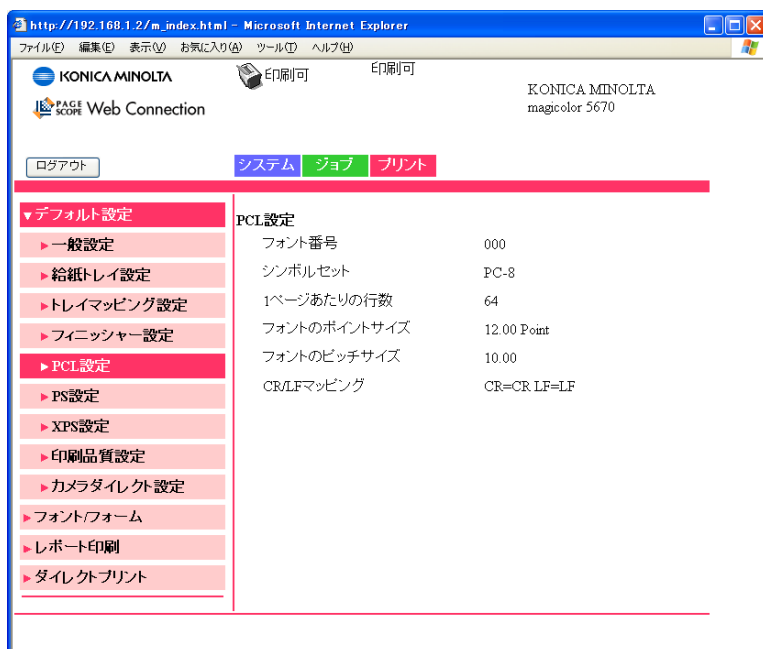 http://192.168.1.2/m_index.html - Microsoft Internet Explorer
ファイル(F) 編集(E) 表示(V) お気に入り(A) ツール(T) ヘルプ(H)
KONICA MINOLTA
印刷可
印刷可
KONICA MINOLTA
magicolor 5670
PAGE SCOPE Web Connection
ログアウト
システム ジョブ プリント
▼デフォルト設定
▶一般設定
▶給紙トレイ設定
▶トレイマッピング設定
▶フィニッシャー設定
▶PCL設定
▶PS設定
▶XPS設定
▶印刷品質設定
▶カメラダイレクト設定
▶フォント/フォーム
▶レポート印刷
▶ダイレクトプリント
PCL設定
フォント番号 000
シンボルセット PC-8
1ページあたりの行数 64
フォントのポイントサイズ 12.00 Point
フォントのピッチサイズ 10.00
CR/LFマッピング CR=CR LF=LF